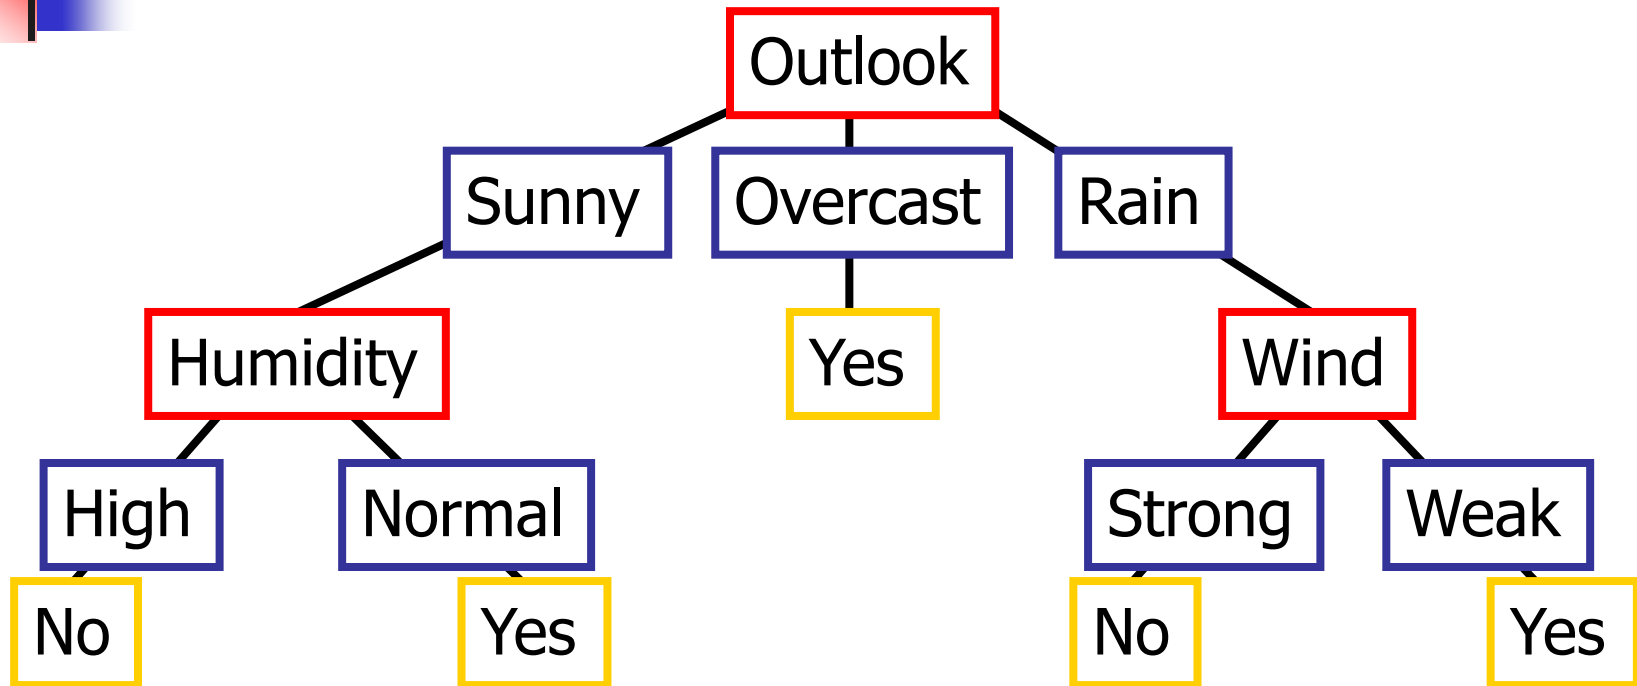 Outlook
Sunny Overcast Rain
Humidity Yes Wind
High Normal Strong Weak
No Yes No Yes